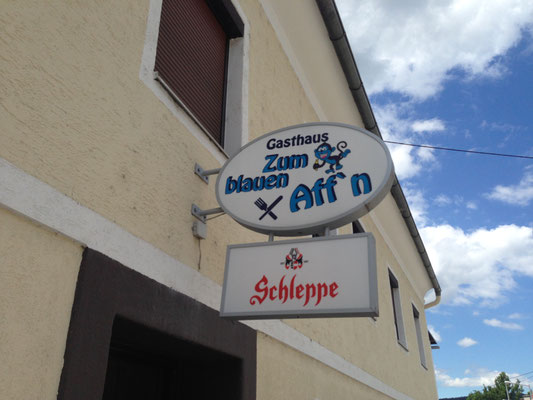 Gasthaus
Zum
blauen
Aff`n
Schleppe